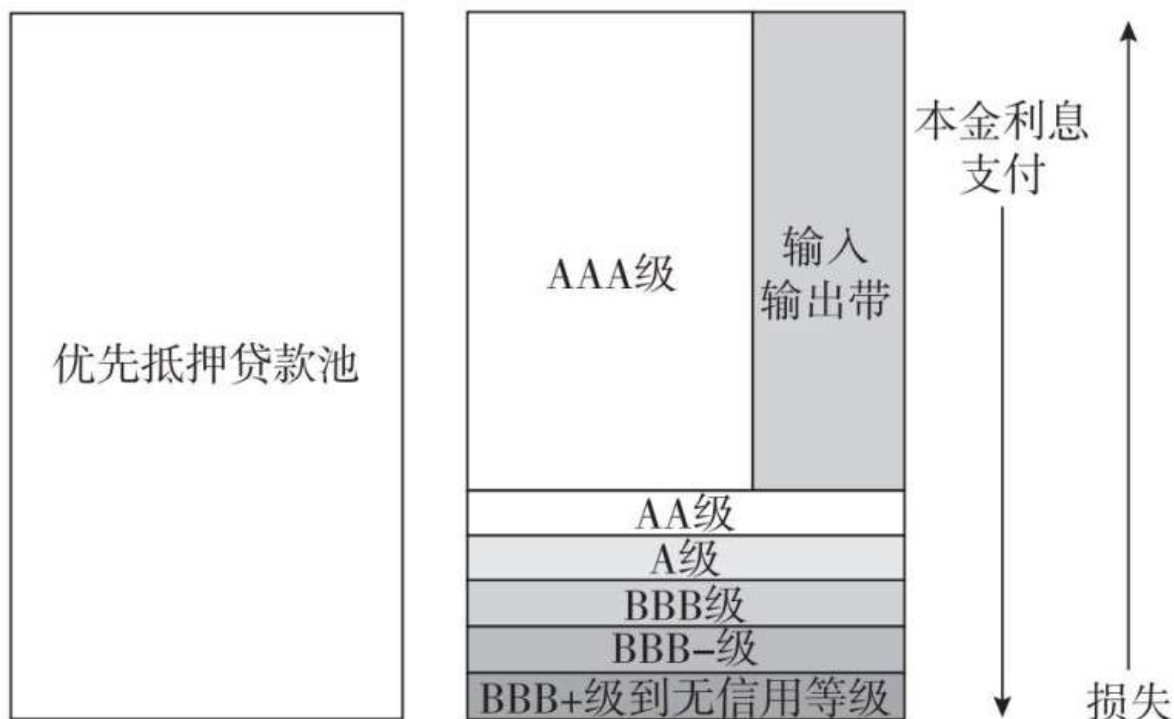 优先抵押贷款池
AAA级
输入
输出带
AA级
A级
BBB级
BBB-级
BBB+级到无信用等级
本金利息
支付
损失